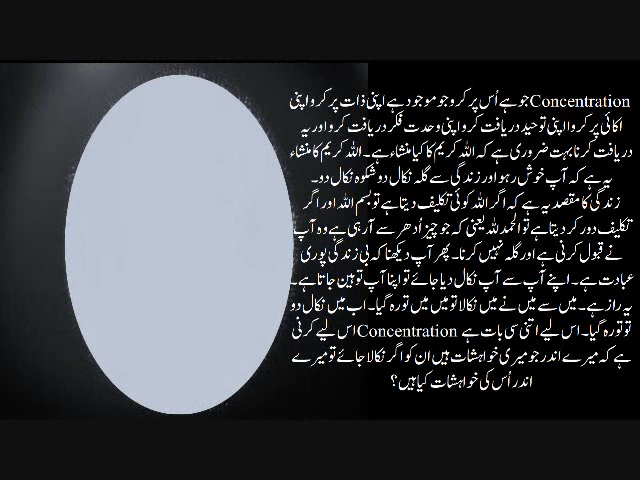 Concentration جو ہے اُس پر کرو جو موجود ہے اپنی ذات پر کرو اپنی
اکائی پر کرو اپنی توحید دریافت کرو اپنی وحدت فکر دریافت کرو اور یہ
دریافت کرنا بہت ضروری ہے کہ اللہ کریم کا کیا منشاء ہے۔ اللہ کریم کا منشاء
یہ ہے کہ آپ خوش رہو اور زندگی سے گلہ نکال دو شکوہ نکال دو۔
زندگی کا مقصد یہ ہے کہ اگر اللہ کوئی تکلیف دیتا ہے تو بسم اللہ اور اگر
تکلیف دور کر دیتا ہے تو الحمد للہ یعنی کہ جو چیز اُدھر سے آرہی ہے وہ آپ
نے قبول کرنی ہے اور گلہ نہیں کرنا۔ پھر آپ دیکھنا کہ یہی زندگی پوری
عبادت ہے۔ اپنے آپ سے آپ نکال دیا جائے تو اپنا آپ تو بن جاتا ہے۔
یہ راز ہے۔ میں سے میں نے میں نکالا تو میں میں تو رہ گیا۔ اب میں نکال دو
تو تو رہ گیا۔ اس لیے اتنی سی بات ہے Concentration اس لیے کرنی
ہے کہ میرے اندر جو میری خواہشات ہیں ان کو اگر نکالا جائے تو میرے
اندر اُس کی خواہشات کیا ہیں؟